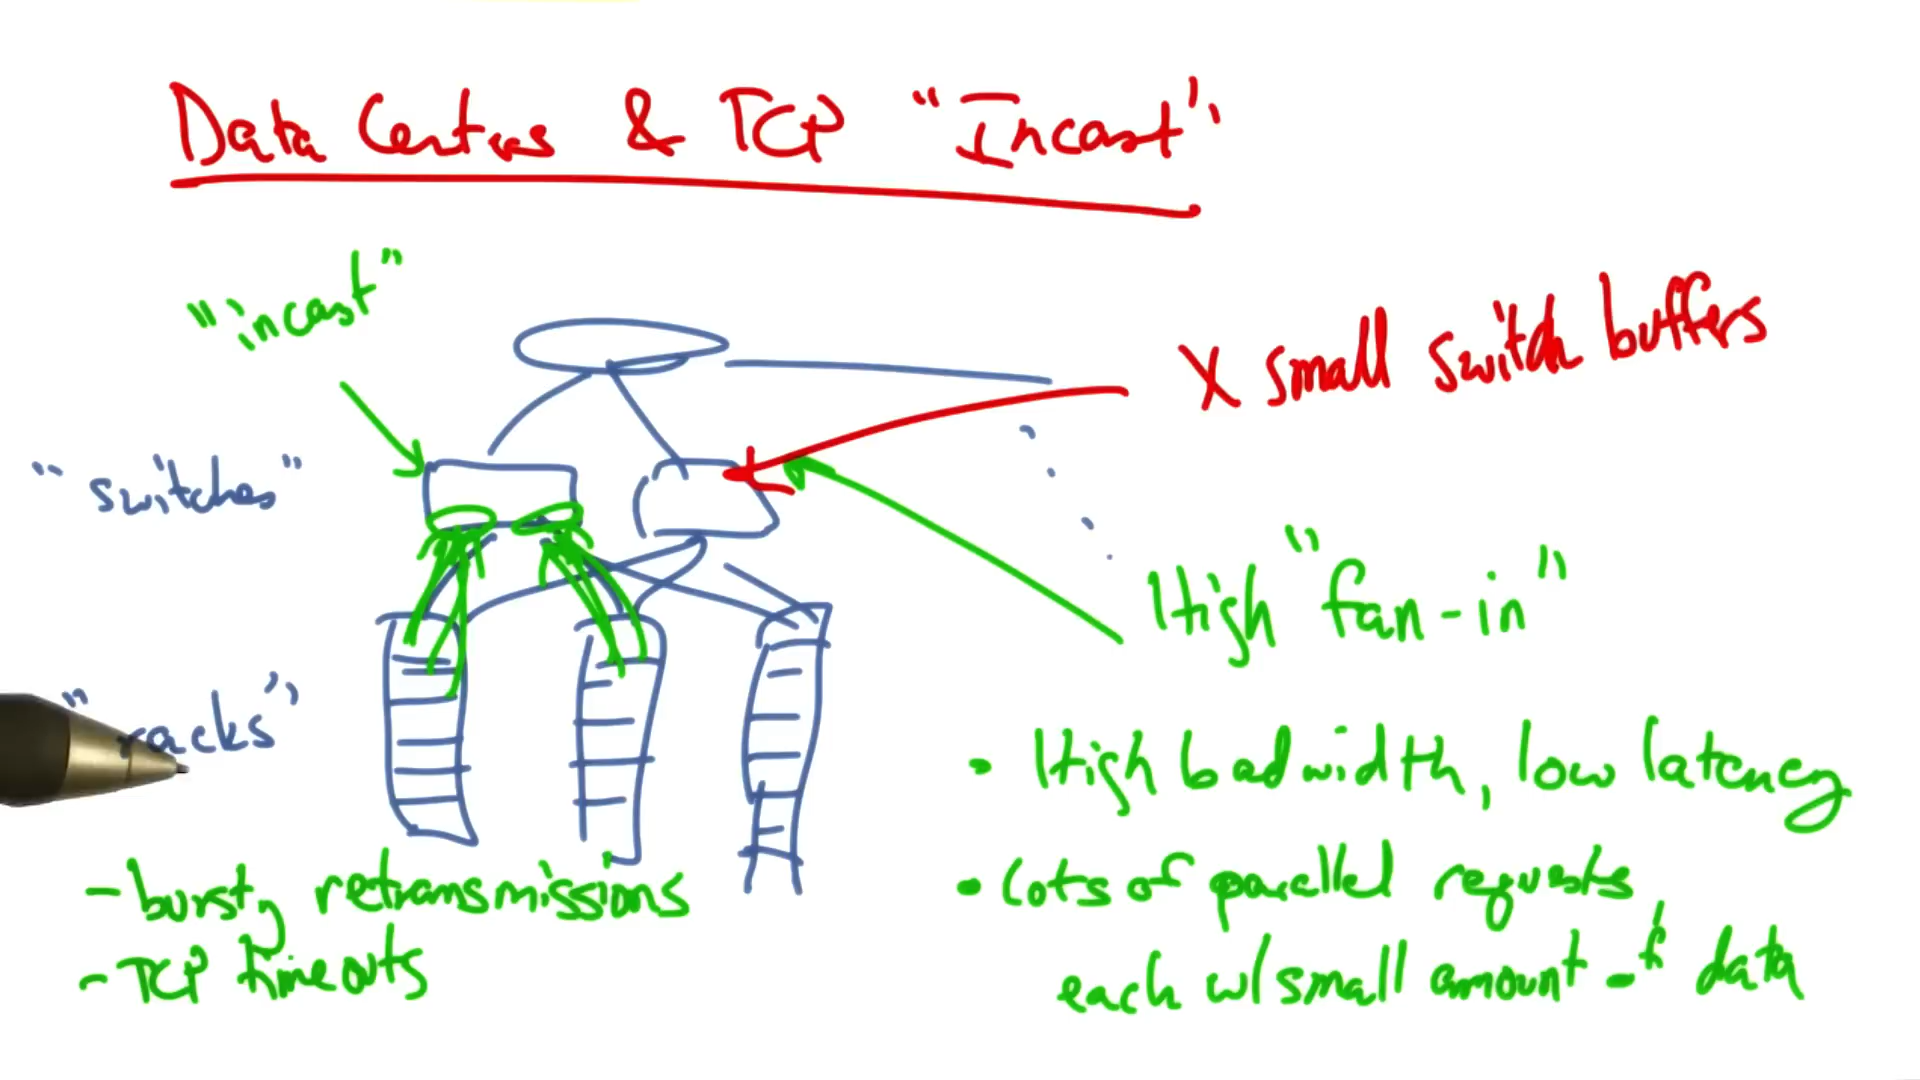 Data Centers & TCP "Incast"
"incast"
X small switch buffers
"switches"
High "fan-in"
"racks"
• High badwidth, low latency
- bursty retransmissions
• Lots of parallel requests,
- TCP timeouts
each w/ small amount of data